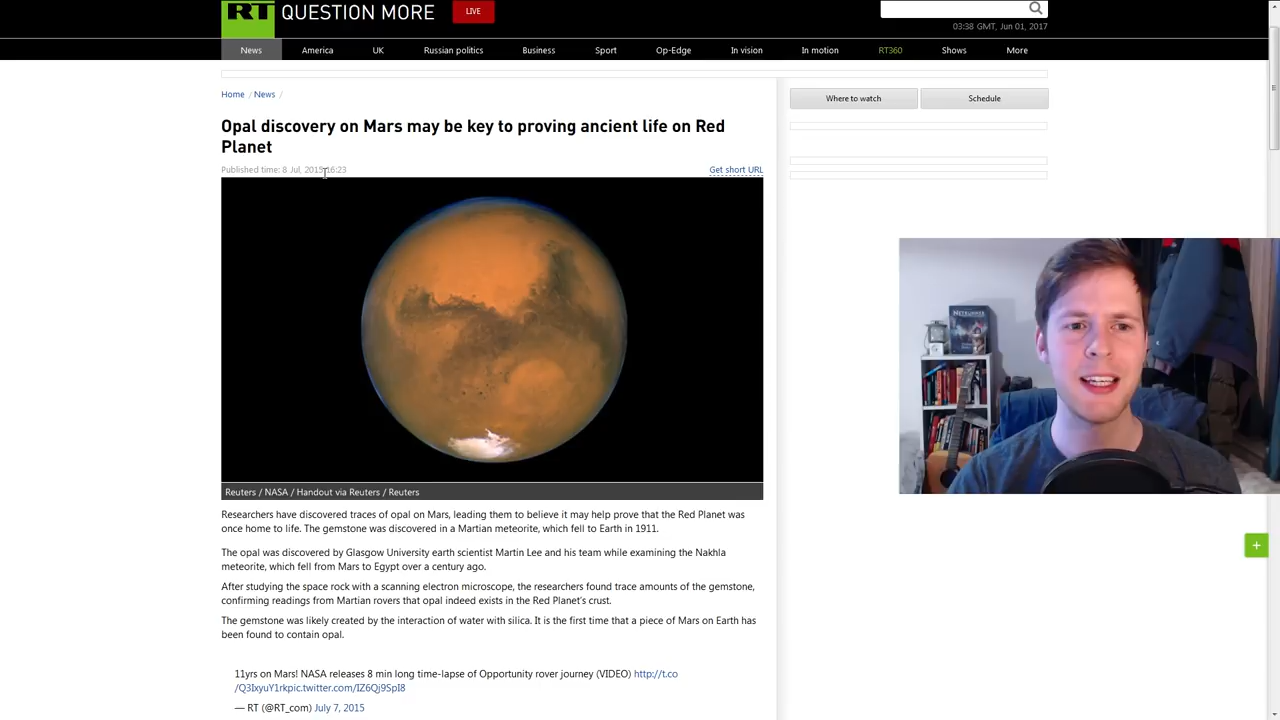 RT QUESTION MORE
LIVE
03:38 GMT, Jun 01, 2017
News America UK Russian politics Business Sport Op-Edge In vision In motion RT360 Shows More
Home / News /
Where to watch Schedule
Opal discovery on Mars may be key to proving ancient life on Red
Planet
Published time: 8 Jul, 2015 16:23
Get short URL
Reuters / NASA / Handout via Reuters / Reuters
Researchers have discovered traces of opal on Mars, leading them to believe it may help prove that the Red Planet was
once home to life. The gemstone was discovered in a Martian meteorite, which fell to Earth in 1911.
The opal was discovered by Glasgow University earth scientist Martin Lee and his team while examining the Nakhla
meteorite, which fell from Mars to Egypt over a century ago.
After studying the space rock with a scanning electron microscope, the researchers found trace amounts of the gemstone,
confirming readings from Martian rovers that opal indeed exists in the Red Planet's crust.
The gemstone was likely created by the interaction of water with silica. It is the first time that a piece of Mars on Earth has
been found to contain opal.
11yrs on Mars! NASA releases 8 min long time-lapse of Opportunity rover journey (VIDEO) http://t.co
/Q3IxyuY1rkpic.twitter.com/IZ6Qj9SpI8
— RT (@RT_com) July 7, 2015
NETRUNNER
+